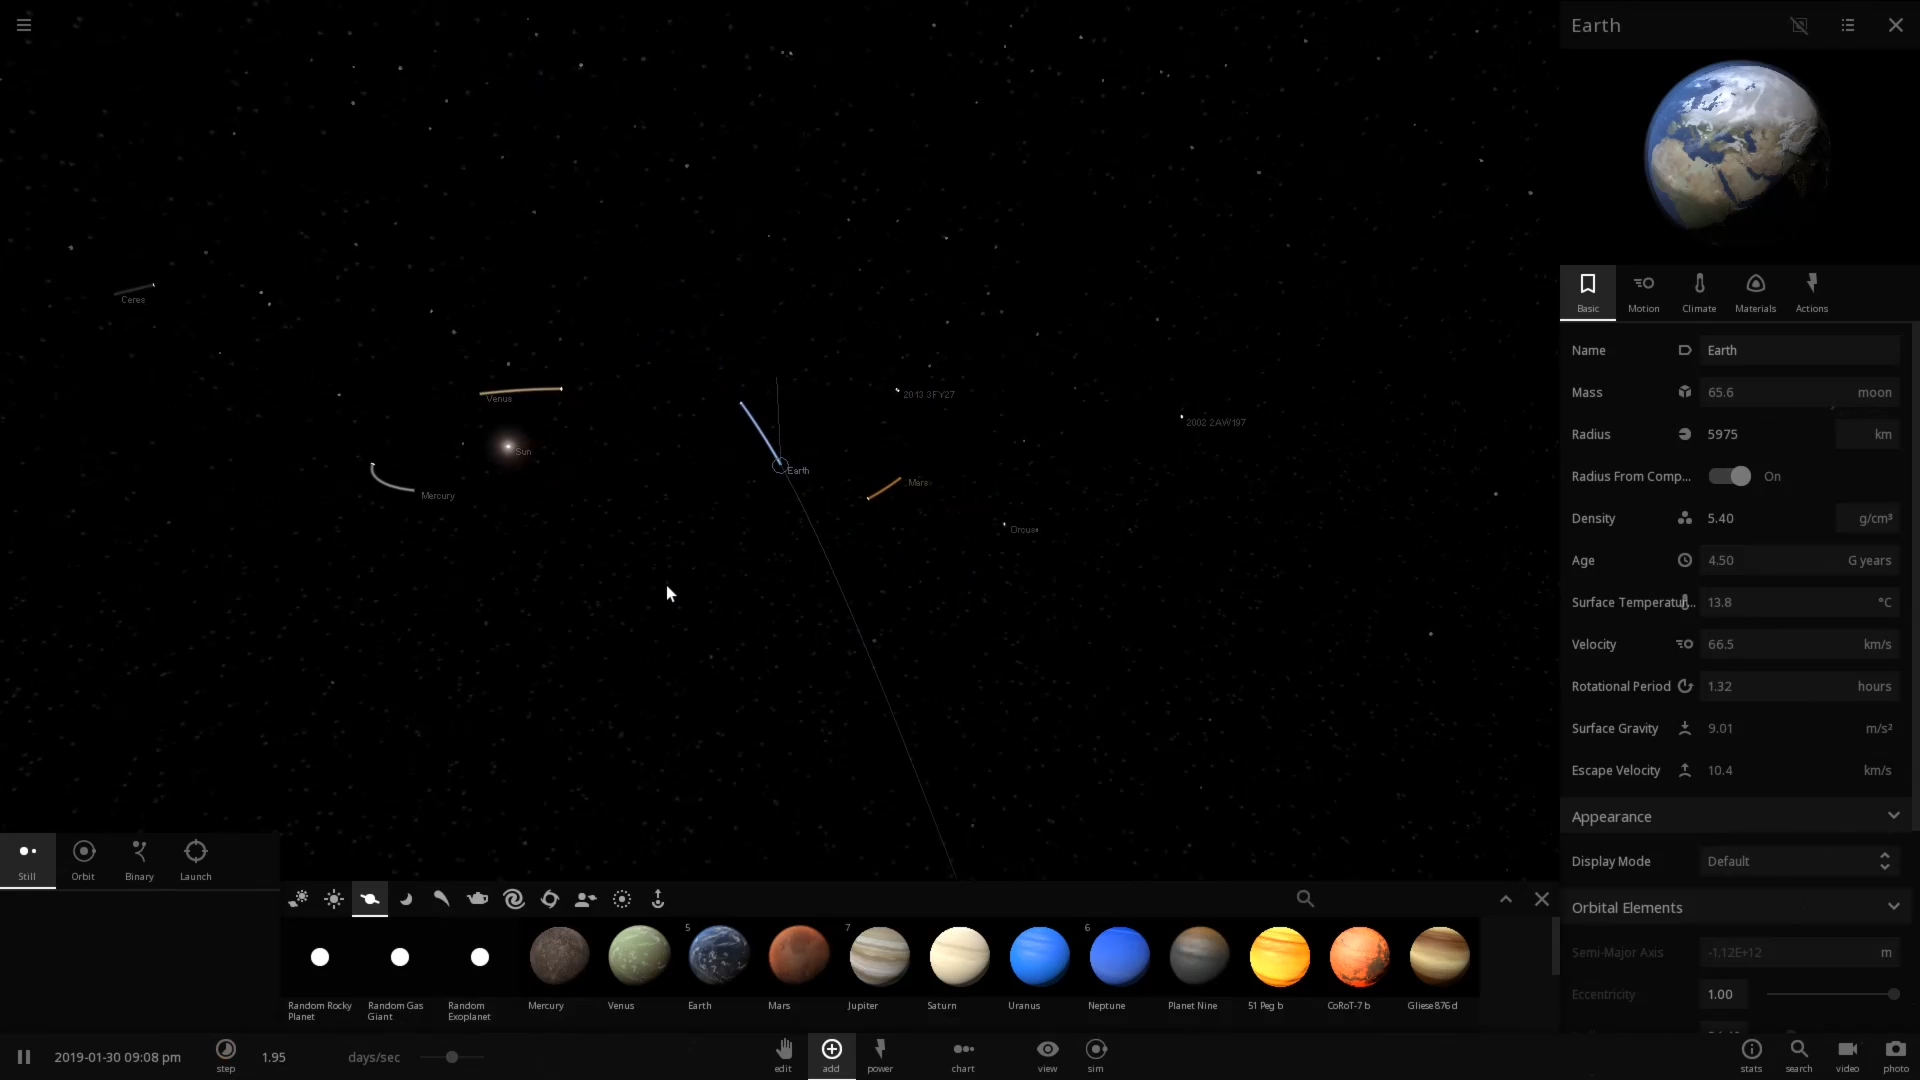 Earth
Ceres
Venus
Sun
Mercury
Earth
2013 3FY27
Mars
Orcus
2002 2AW197
Basic
Motion
Climate
Materials
Actions
Name Earth
Mass 65.6 moon
Radius 5975 km
Radius From Comp... On
Density 5.40 g/cm³
Age 4.50 G years
Surface Temperatur... 13.8 °C
Velocity 66.5 km/s
Rotational Period 1.32 hours
Surface Gravity 9.01 m/s²
Escape Velocity 10.4 km/s
Appearance
Display Mode Default
Orbital Elements
Semi-Major Axis -1.12E+12 m
Eccentricity 1.00
Still
Orbit
Binary
Launch
5
7
6
Random Rocky Planet
Random Gas Giant
Random Exoplanet
Mercury
Venus
Earth
Mars
Jupiter
Saturn
Uranus
Neptune
Planet Nine
51 Peg b
CoRoT-7 b
Gliese 876 d
2019-01-30 09:08 pm
step
1.95 days/sec
edit
add
power
chart
view
sim
stats
search
video
photo